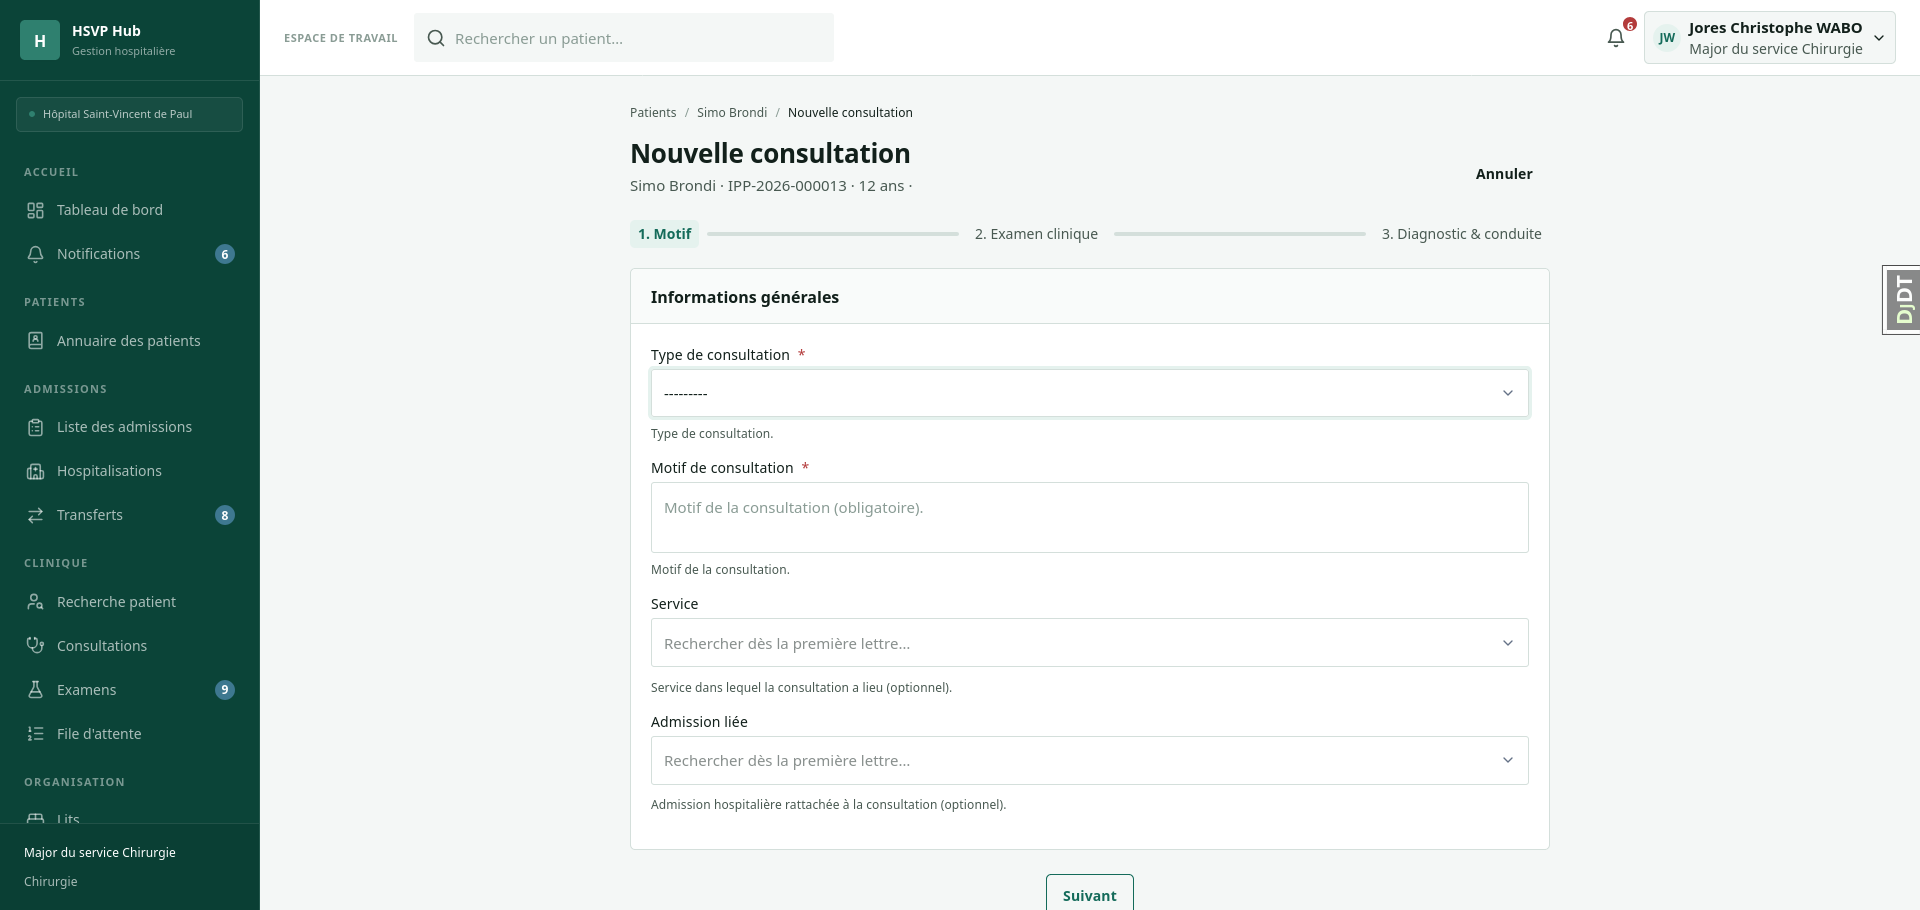 H
HSVP Hub
Gestion hospitalière
Hôpital Saint-Vincent de Paul
ACCUEIL
Tableau de bord
Notifications 6
PATIENTS
Annuaire des patients
ADMISSIONS
Liste des admissions
Hospitalisations
Transferts 8
CLINIQUE
Recherche patient
Consultations
Examens 9
File d'attente
ORGANISATION
Lits
Major du service Chirurgie
Chirurgie
ESPACE DE TRAVAIL
Rechercher un patient...
6
JW
Jores Christophe WABO
Major du service Chirurgie
Patients / Simo Brondi / Nouvelle consultation
Nouvelle consultation
Simo Brondi · IPP-2026-000013 · 12 ans ·
Annuler
1. Motif
2. Examen clinique
3. Diagnostic & conduite
Informations générales
Type de consultation *
---------
Type de consultation.
Motif de consultation *
Motif de la consultation (obligatoire).
Motif de la consultation.
Service
Rechercher dès la première lettre...
Service dans lequel la consultation a lieu (optionnel).
Admission liée
Rechercher dès la première lettre...
Admission hospitalière rattachée à la consultation (optionnel).
Suivant
DJDT